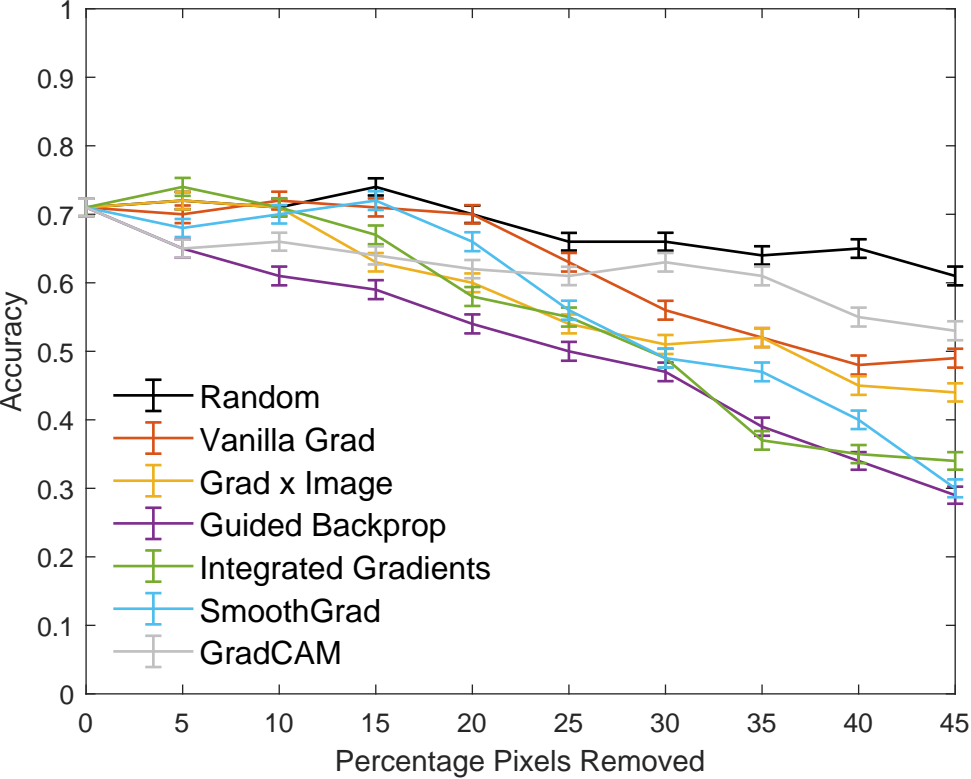 1
0.9
0.8
0.7
0.6
0.5
0.4
0.3
0.2
0.1
0
Accuracy
Random
Vanilla Grad
Grad x Image
Guided Backprop
Integrated Gradients
SmoothGrad
GradCAM
0 5 10 15 20 25 30 35 40 45
Percentage Pixels Removed